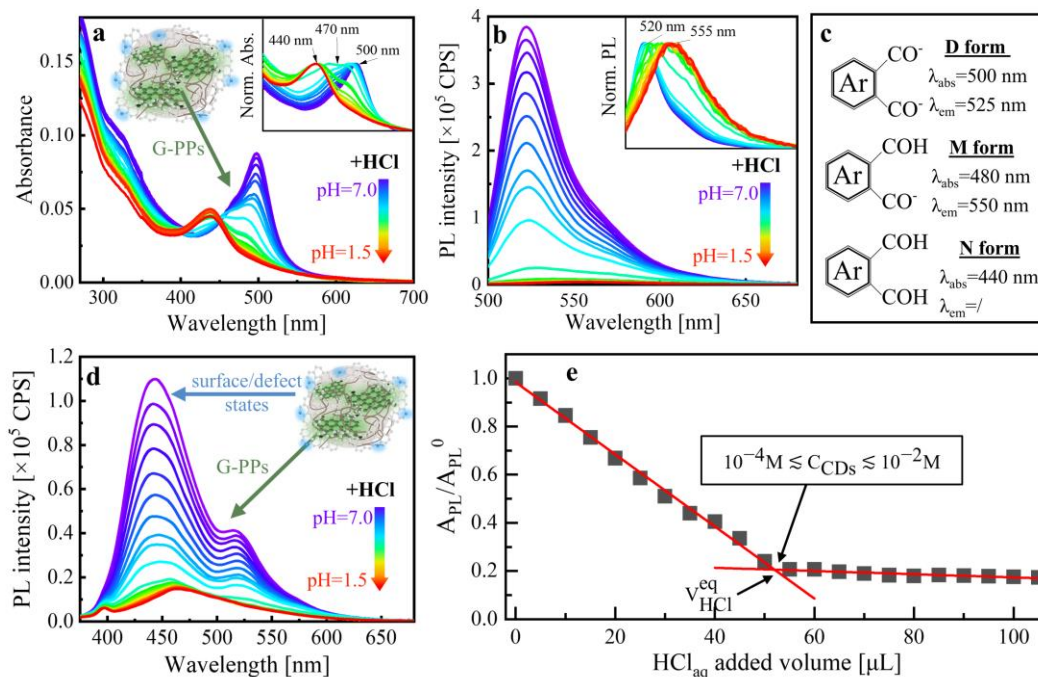 a
G-PPs
Absorbance
0.15
0.10
0.05
0.00
300 400 500 600 700
Wavelength [nm]
+HCl
pH=7.0
pH=1.5
Norm. Abs.
440 nm
470 nm
500 nm
700
b
PL intensity [×10⁵ CPS]
4
3
2
1
0
500 550 600 650
Wavelength [nm]
+HCl
pH=7.0
pH=1.5
Norm. PL
520 nm
555 nm
c
Ar
CO⁻
CO⁻
D form
λabs=500 nm
λem=525 nm
Ar
COH
CO⁻
M form
λabs=480 nm
λem=550 nm
Ar
COH
COH
N form
λabs=440 nm
λem=/
d
PL intensity [×10⁵ CPS]
1.2
1.0
0.8
0.6
0.4
0.2
0.0
400 450 500 550 600 650
Wavelength [nm]
surface/defect
states
G-PPs
+HCl
pH=7.0
pH=1.5
e
A_PL/A_PL⁰
1.0
0.8
0.6
0.4
0.2
0.0
0 20 40 60 80 100
HClaq added volume [μL]
10⁻⁴M ≲ C_CDs ≲ 10⁻²M
V_HCl^eq